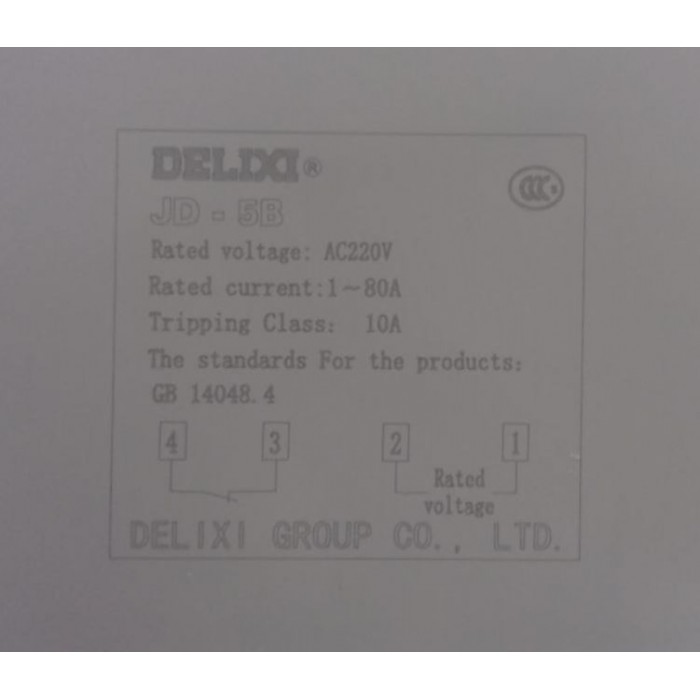 DELIXI®
CCC
JD - 5B
Rated voltage: AC220V
Rated current:1~80A
Tripping Class: 10A
The standards For the products:
GB 14048.4
4 3 2 1
Rated
voltage
DELIXI GROUP CO., LTD.